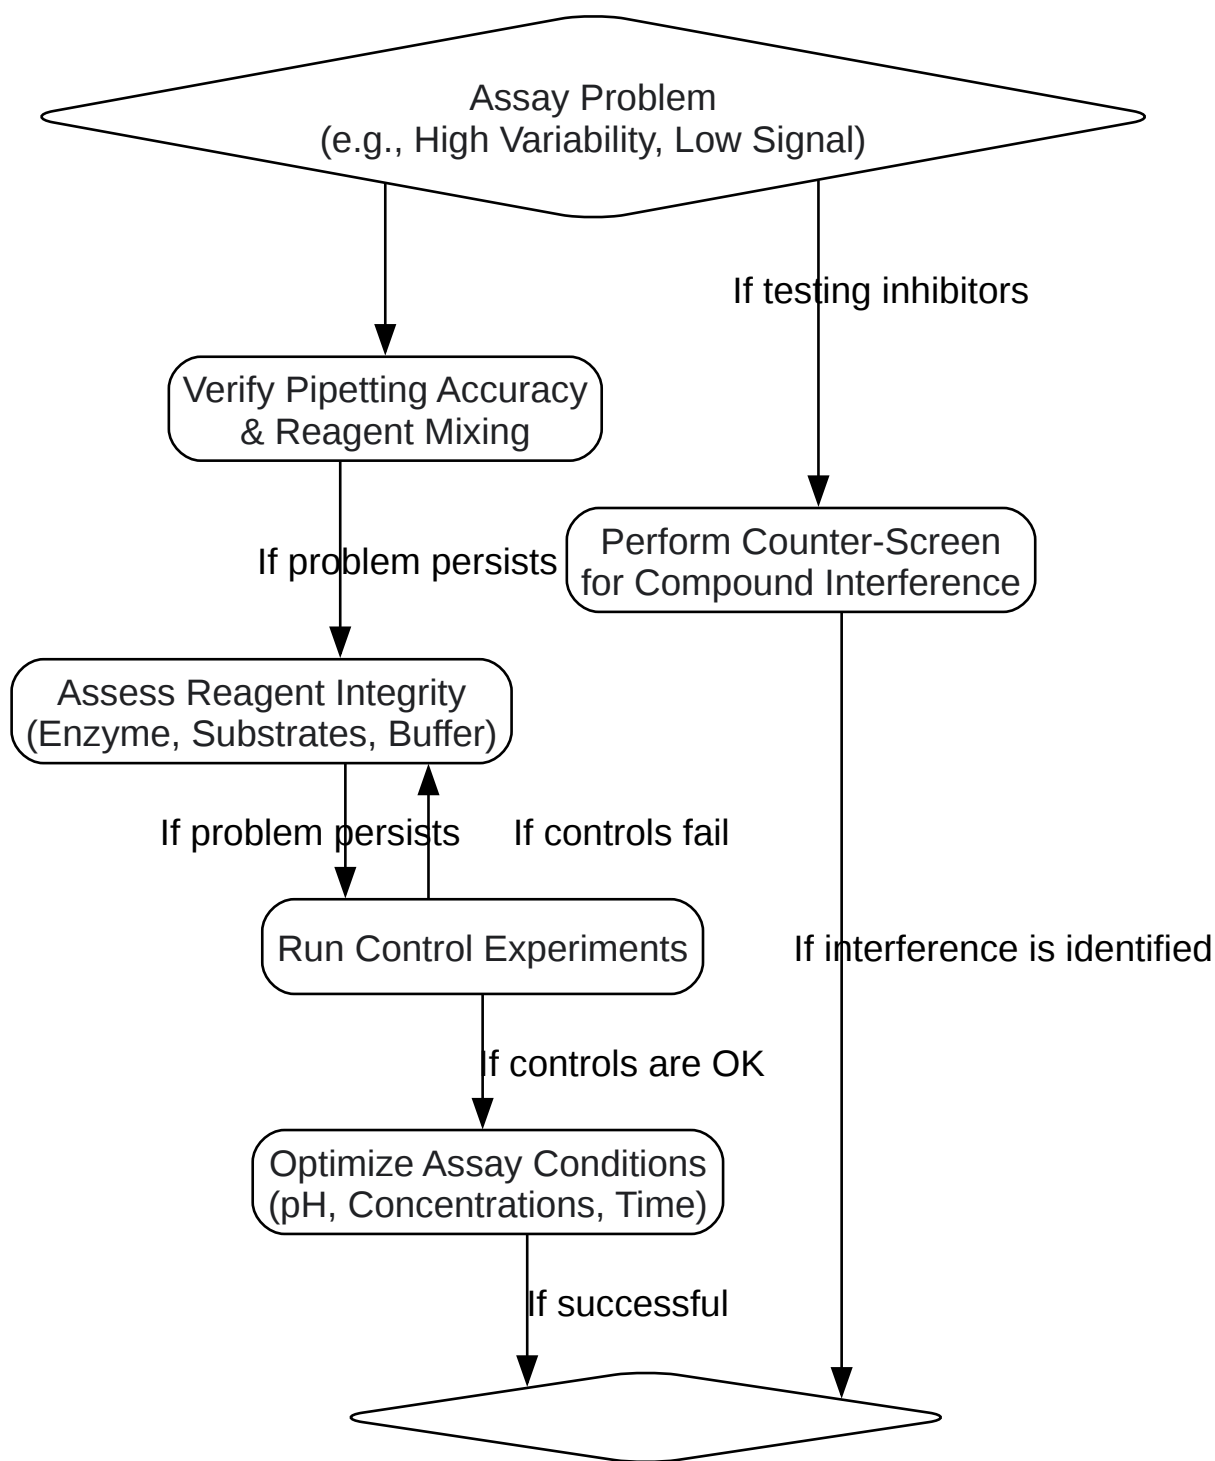 Assay Problem
(e.g., High Variability, Low Signal)
If testing inhibitors
Verify Pipetting Accuracy
& Reagent Mixing
If problem persists
Perform Counter-Screen
for Compound Interference
Assess Reagent Integrity
(Enzyme, Substrates, Buffer)
If problem persists
If controls fail
Run Control Experiments
If interference is identified
If controls are OK
Optimize Assay Conditions
(pH, Concentrations, Time)
If successful